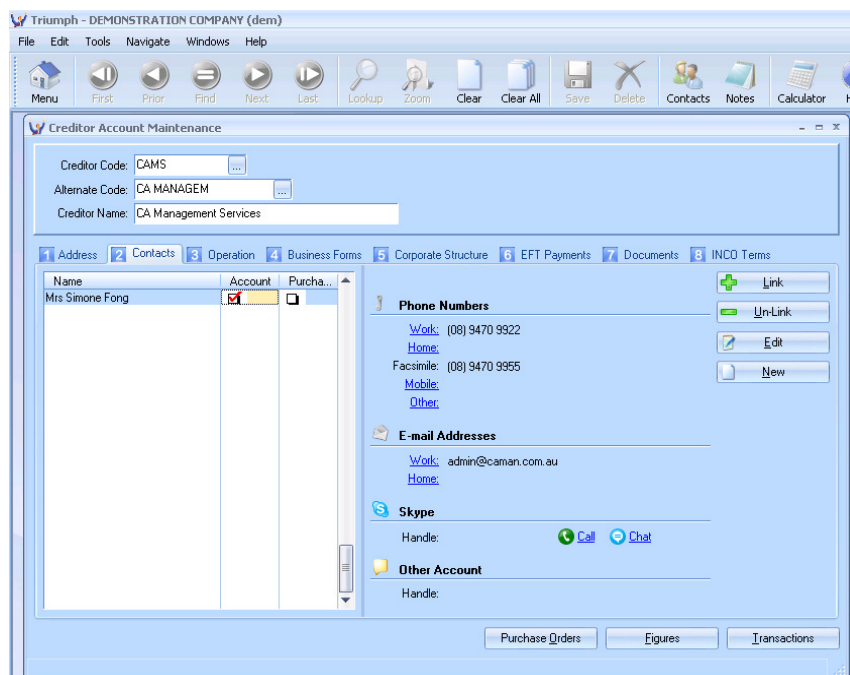 Triumph - DEMONSTRATION COMPANY (dem)
File Edit Tools Navigate Windows Help
Menu First Prior Find Next Last Lookup Zoom Clear Clear All Save Delete Contacts Notes Calculator
Creditor Account Maintenance
Creditor Code: CAMS ...
Alternate Code: CA MANAGEM ...
Creditor Name: CA Management Services
1 Address 2 Contacts 3 Operation 4 Business Forms 5 Corporate Structure 6 EFT Payments 7 Documents 8 INCO Terms
Name Account Purcha...
Mrs Simone Fong
Phone Numbers
Work: (08) 9470 9922
Home:
Facsimile: (08) 9470 9955
Mobile:
Other:
E-mail Addresses
Work: admin@caman.com.au
Home:
Skype
Handle: Call Chat
Other Account
Handle:
Link
Un-Link
Edit
New
Purchase Orders Figures Transactions